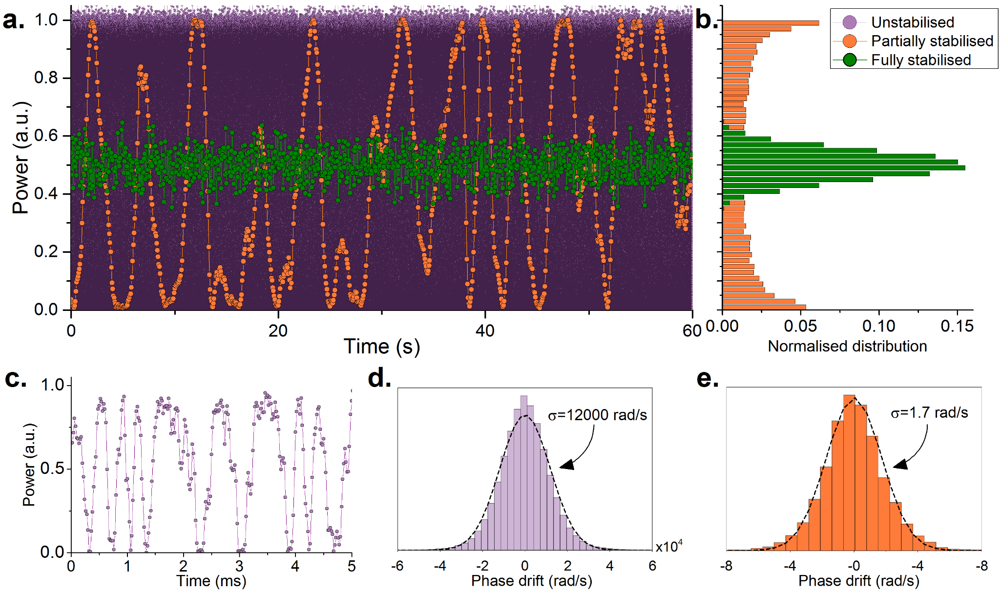 a.
1.0
0.8
0.6
0.4
0.2
0.0
Power (a.u.)
0
20
40
60
Time (s)
b.
Unstabilised
Partially stabilised
Fully stabilised
0.00
0.05
0.10
0.15
Normalised distribution
c.
1.0
0.5
0.0
Power (a.u.)
0
1
2
3
4
5
Time (ms)
d.
σ=12000 rad/s
x10⁴
-6
-4
-2
0
2
4
6
Phase drift (rad/s)
e.
σ=1.7 rad/s
-8
-4
-0
-4
-8
Phase drift (rad/s)